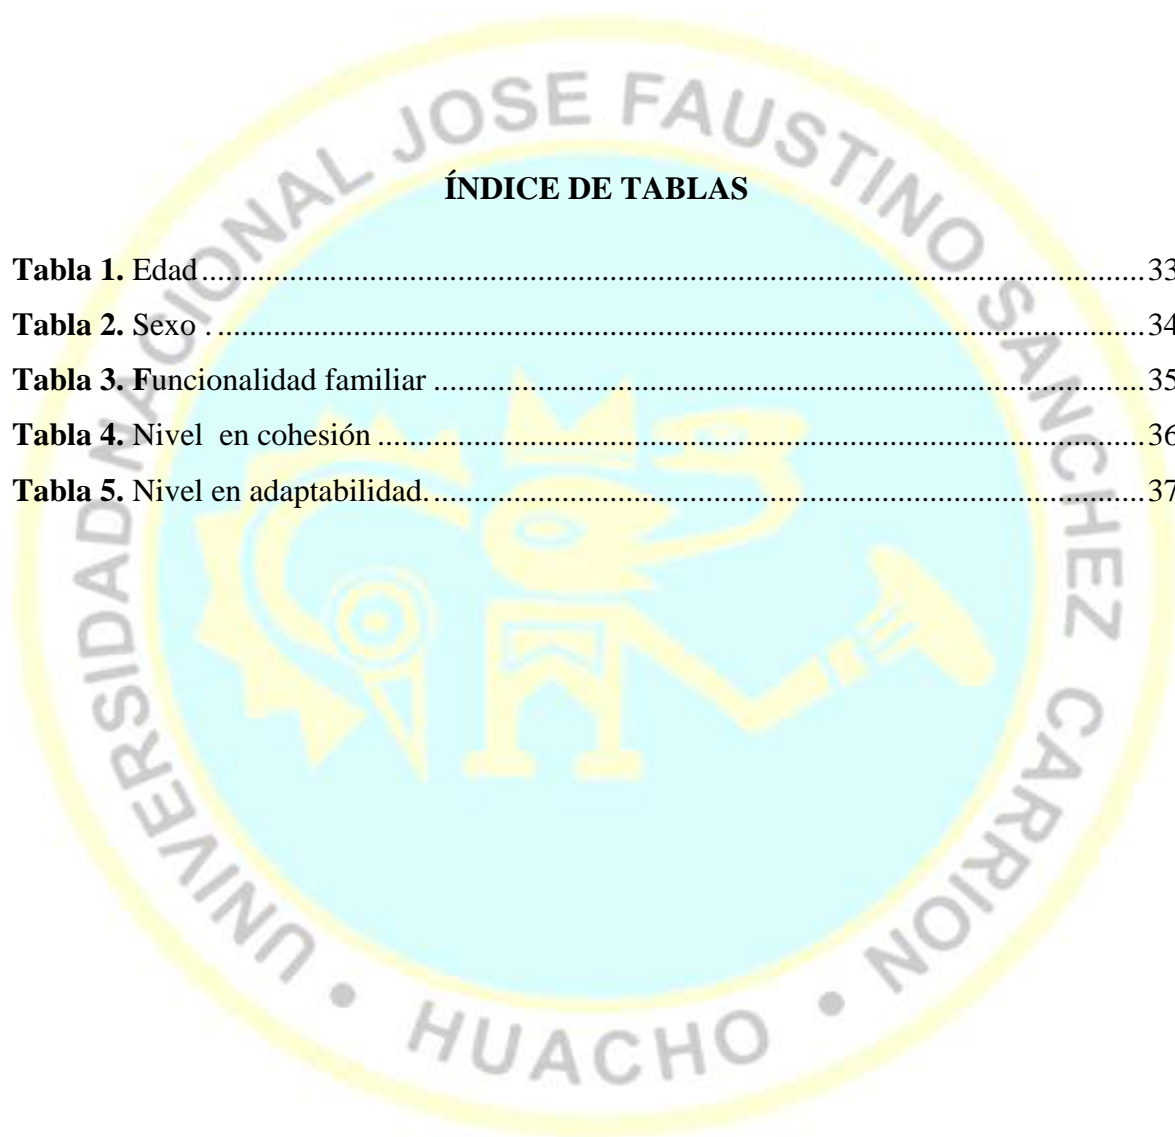 ÍNDICE DE TABLAS
Tabla 1. Edad ........ 33
Tabla 2. Sexo . ........ 34
Tabla 3. Funcionalidad familiar ........ 35
Tabla 4. Nivel  en cohesión ........ 36
Tabla 5. Nivel en adaptabilidad. ........ 37
UNIVERSIDAD NACIONAL JOSE FAUSTINO SANCHEZ CARRION • HUACHO •